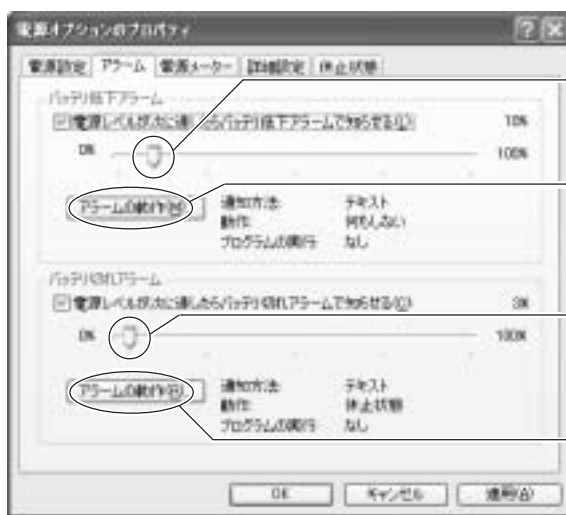 電源オプションのプロパティ
電源設定 アラーム 電源メーター 詳細設定 休止状態
バッテリ低下アラーム
電源レベルが次に達したらバッテリ低下アラームで知らせる(L) 10%
0% 100%
アラームの動作(M)... 通知方法: テキスト
動作: 何もしない
プログラムの実行: なし
バッテリ切れアラーム
電源レベルが次に達したらバッテリ切れアラームで知らせる(C) 3%
0% 100%
アラームの動作(R)... 通知方法: テキスト
動作: 休止状態
プログラムの実行: なし
OK キャンセル 適用(A)